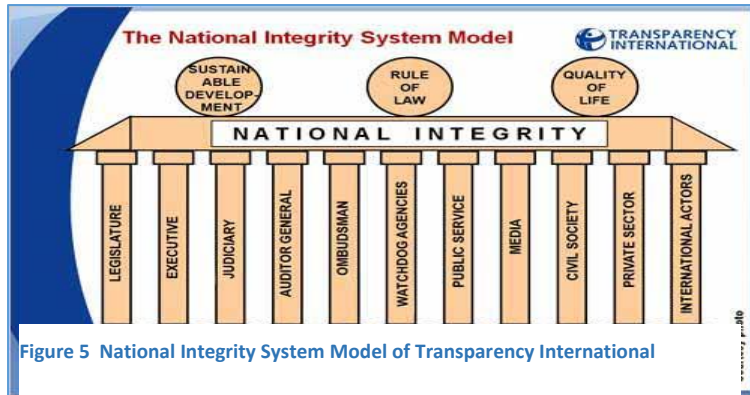 The National Integrity System Model
TRANSPARENCY
INTERNATIONAL
SUSTAIN
ABLE
DEVELOP-
MENT
RULE
OF
LAW
QUALITY
OF
LIFE
NATIONAL INTEGRITY
LEGISLATURE
EXECUTIVE
JUDICIARY
AUDITOR GENERAL
OMBUDSMAN
WATCHDOG AGENCIES
PUBLIC SERVICE
MEDIA
CIVIL SOCIETY
PRIVATE SECTOR
INTERNATIONAL ACTORS
Figure 5 National Integrity System Model of Transparency International